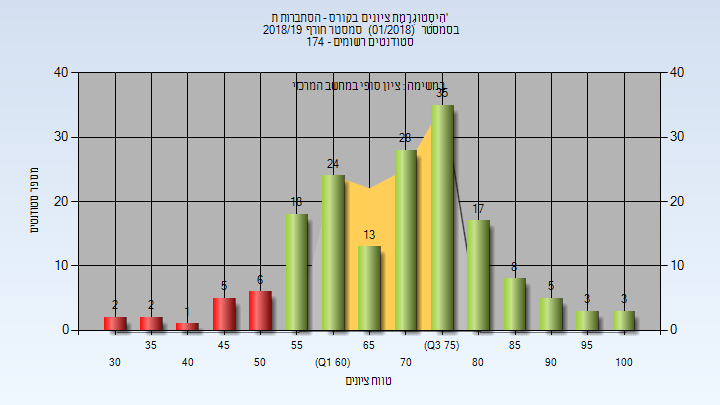 היסטוגרמת ציונים בקורס - הסתברות ת'
בסמסטר (01/2018) סמסטר חורף 2018/19
סטודנטים רשומים - 174
במשימה : ציון סופי במחשב המרכזי
40 40
30 30
20 20
10 10
0 0
מספר סטודנטים
2 2 1 5 6 18 24 13 28 35 17 8 5 3 3
35 45 55 65 (Q3 75) 85 95
30 40 50 (Q1 60) 70 80 90 100
טווח ציונים